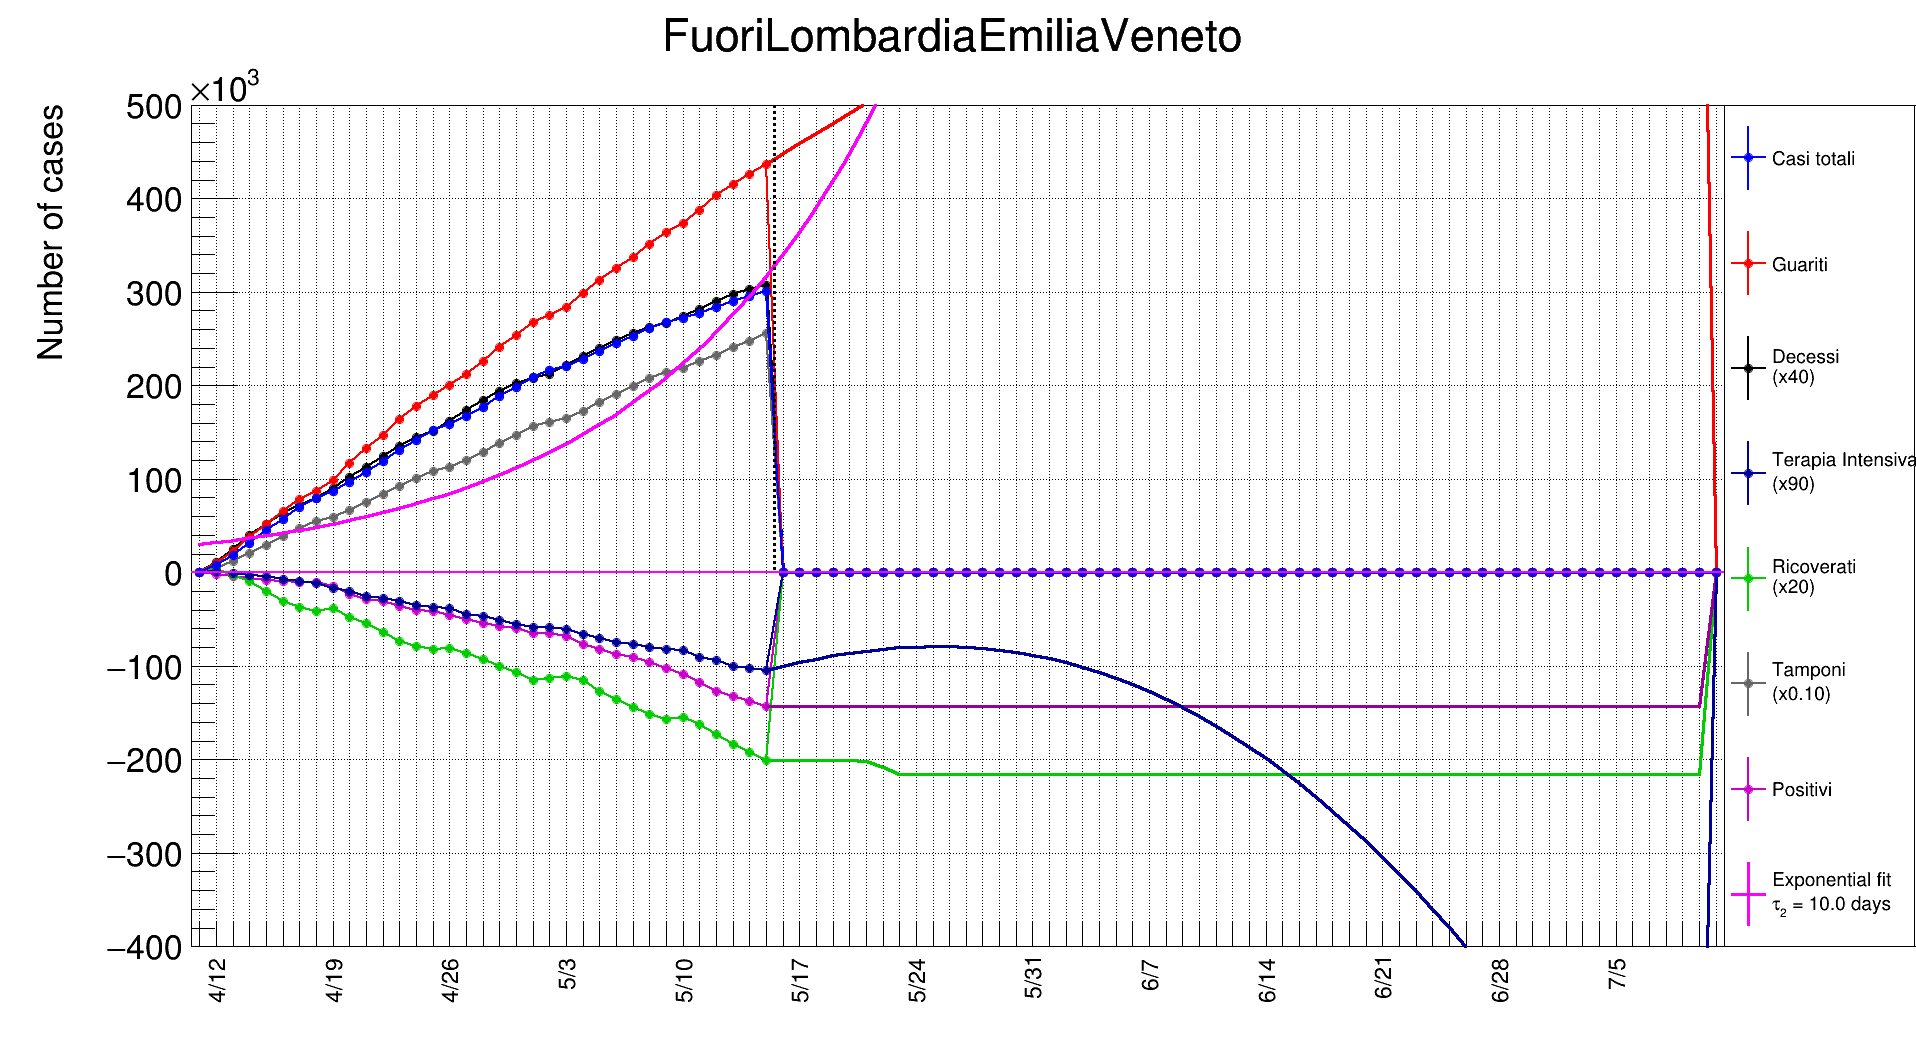 FuoriLombardiaEmiliaVeneto
×10³
Number of cases
500
400
300
200
100
0
−100
−200
−300
−400
4/12
4/19
4/26
5/3
5/10
5/17
5/24
5/31
6/7
6/14
6/21
6/28
7/5
Casi totali
Guariti
Decessi
(x40)
Terapia Intensiva
(x90)
Ricoverati
(x20)
Tamponi
(x0.10)
Positivi
Exponential fit
τ₂ = 10.0 days